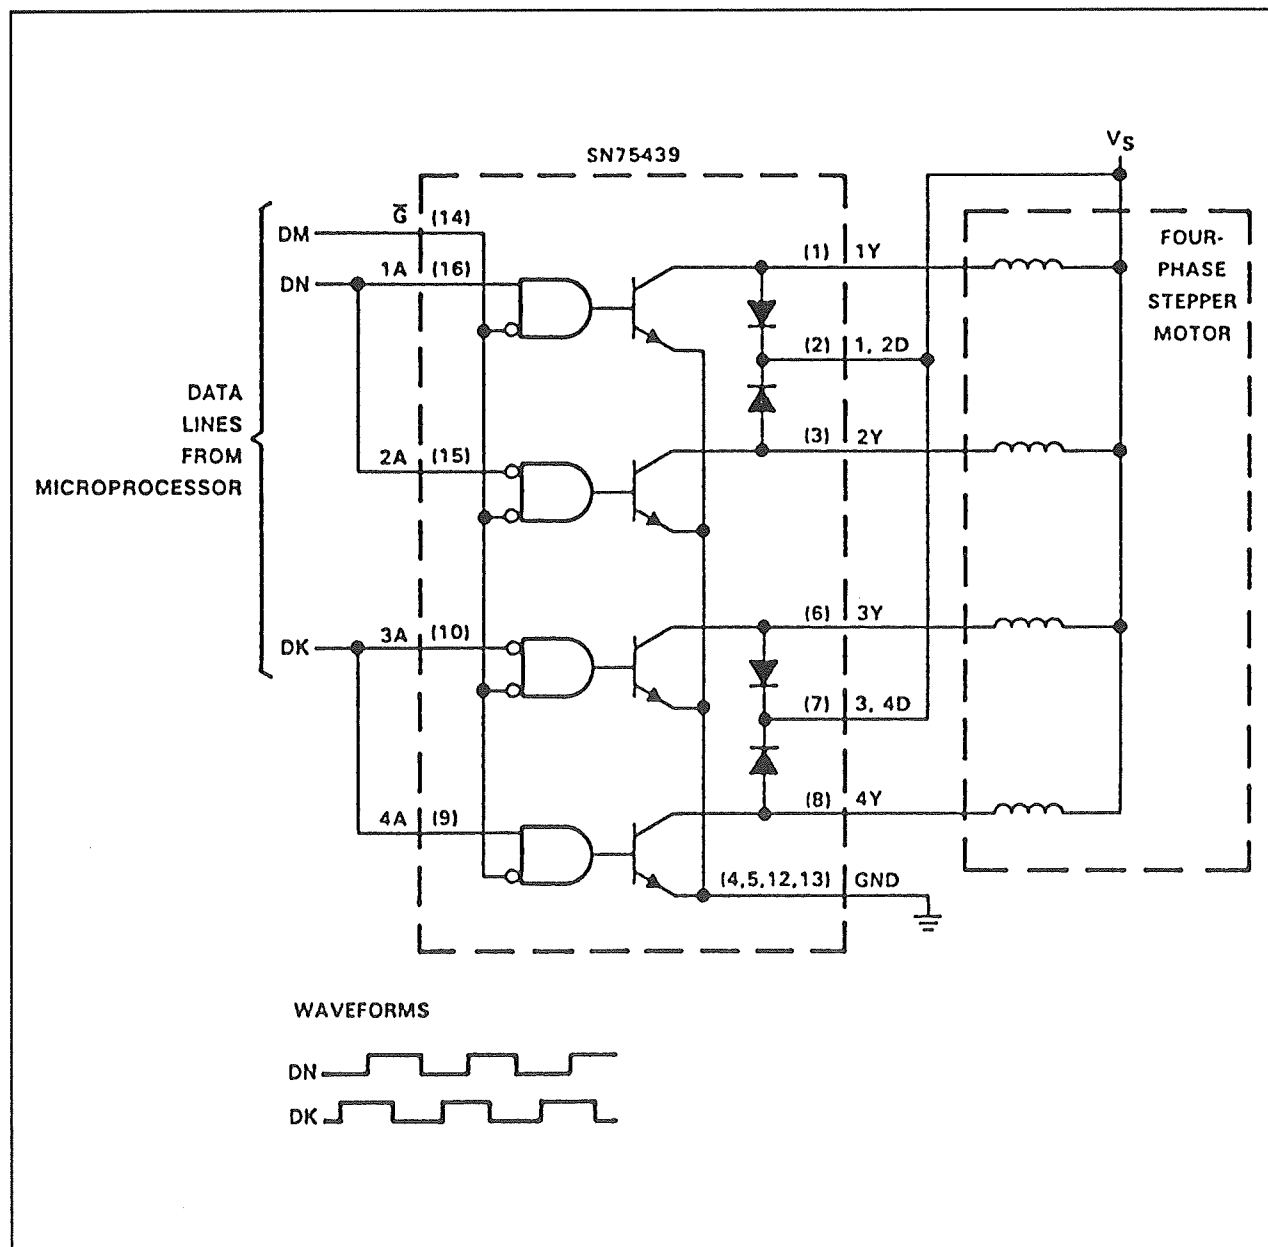 SN75439
VS
G (14)
DM
DN
1A (16)
(1) 1Y
FOUR-
PHASE
STEPPER
MOTOR
(2) 1, 2D
DATA
LINES
FROM
MICROPROCESSOR
2A (15)
(3) 2Y
DK
3A (10)
(6) 3Y
(7) 3, 4D
4A (9)
(8) 4Y
(4,5,12,13) GND
WAVEFORMS
DN
DK